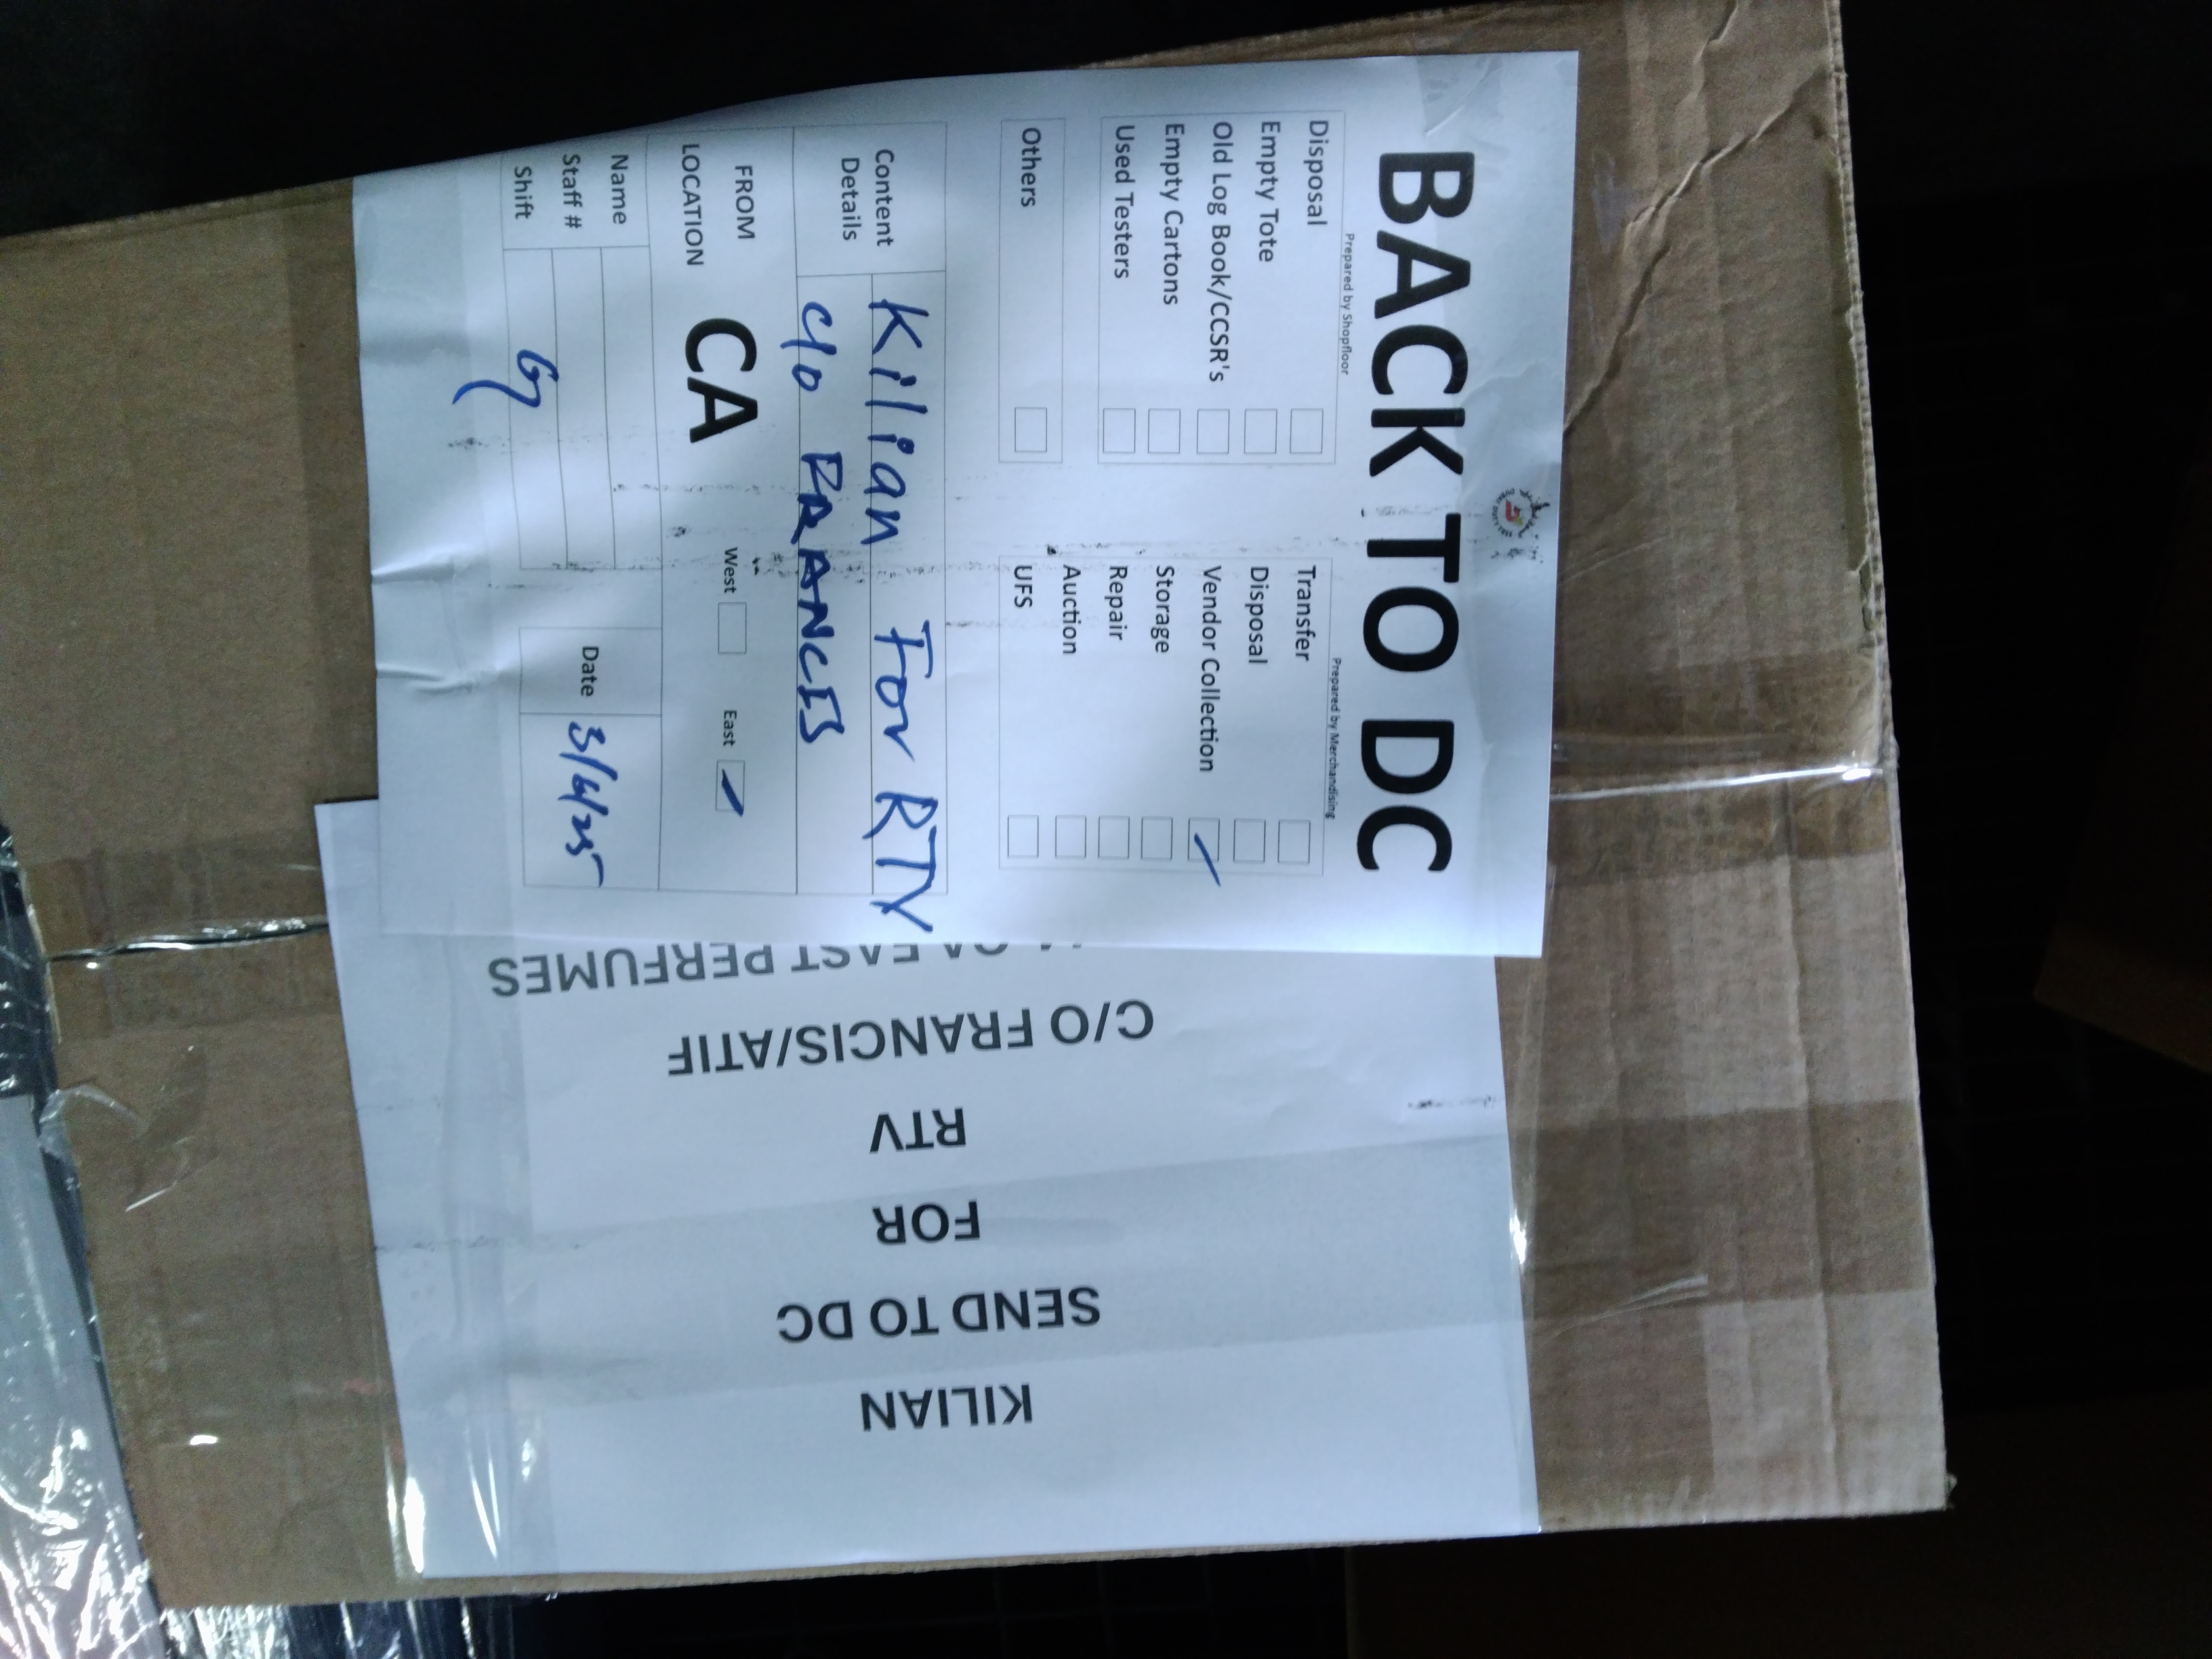 BACK TO DC
Prepared by Shopfloor
Disposal
Empty Tote
Old Log Book/CCSR's
Empty Cartons
Used Testers
Others
Prepared by Merchandising
Transfer
Disposal
Vendor Collection
Storage
Repair
Auction
UFS
Content Kilian For RTV
Details c/o FRANCIS
FROM
LOCATION CA West East
Name
Staff #
Shift G
Date 3/6/25
KILIAN
SEND TO DC
FOR
RTV
C/O FRANCIS/ATIF
CA EAST PERFUMES